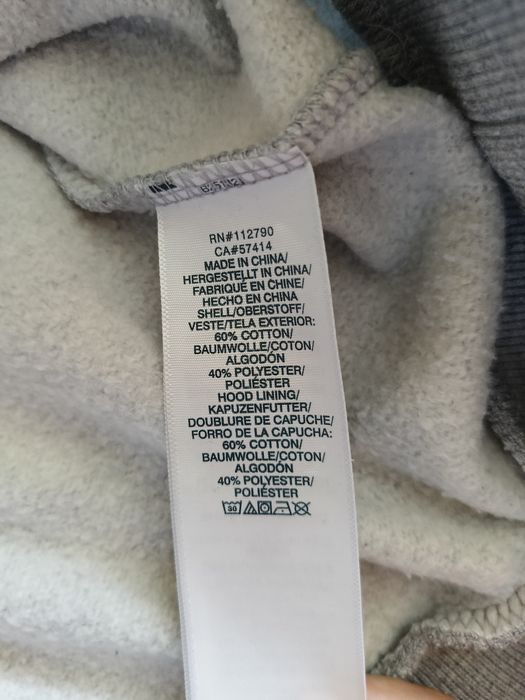 RN#112790
CA#57414
MADE IN CHINA/
HERGESTELLT IN CHINA/
FABRIQUÉ EN CHINE/
HECHO EN CHINA
SHELL/OBERSTOFF/
VESTE/TELA EXTERIOR:
60% COTTON/
BAUMWOLLE/COTON/
ALGODÓN
40% POLYESTER/
POLIÉSTER
HOOD LINING/
KAPUZENFUTTER/
DOUBLURE DE CAPUCHE/
FORRO DE LA CAPUCHA:
60% COTTON/
BAUMWOLLE/COTON/
ALGODÓN
40% POLYESTER/
POLIÉSTER
30